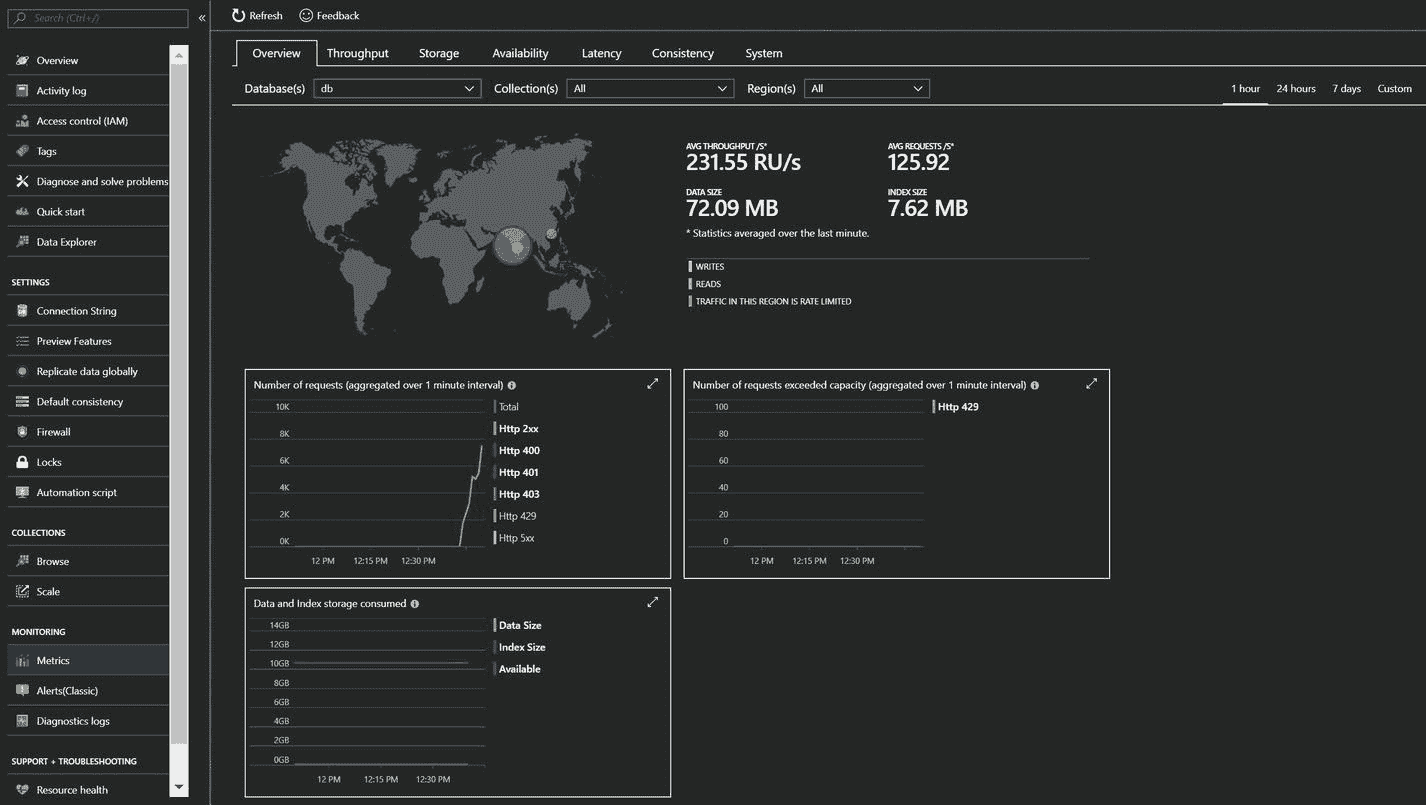 Search (Ctrl+/)
«
Overview
Activity log
Access control (IAM)
Tags
Diagnose and solve problems
Quick start
Data Explorer
SETTINGS
Connection String
Preview Features
Replicate data globally
Default consistency
Firewall
Locks
Automation script
COLLECTIONS
Browse
Scale
MONITORING
Metrics
Alerts(Classic)
Diagnostics logs
SUPPORT + TROUBLESHOOTING
Resource health
Refresh Feedback
Overview Throughput Storage Availability Latency Consistency System
Database(s) db Collection(s) All Region(s) All 1 hour 24 hours 7 days Custom
AVG THROUGHPUT /S* AVG REQUESTS /S*
231.55 RU/s 125.92
DATA SIZE INDEX SIZE
72.09 MB 7.62 MB
* Statistics averaged over the last minute.
WRITES
READS
TRAFFIC IN THIS REGION IS RATE LIMITED
Number of requests (aggregated over 1 minute interval)
10K
8K
6K
4K
2K
0K
12 PM 12:15 PM 12:30 PM
Total
Http 2xx
Http 400
Http 401
Http 403
Http 429
Http 5xx
Number of requests exceeded capacity (aggregated over 1 minute interval)
100
80
60
40
20
0
12 PM 12:15 PM 12:30 PM
Http 429
Data and Index storage consumed
14GB
12GB
10GB
8GB
6GB
4GB
2GB
0GB
12 PM 12:15 PM 12:30 PM
Data Size
Index Size
Available